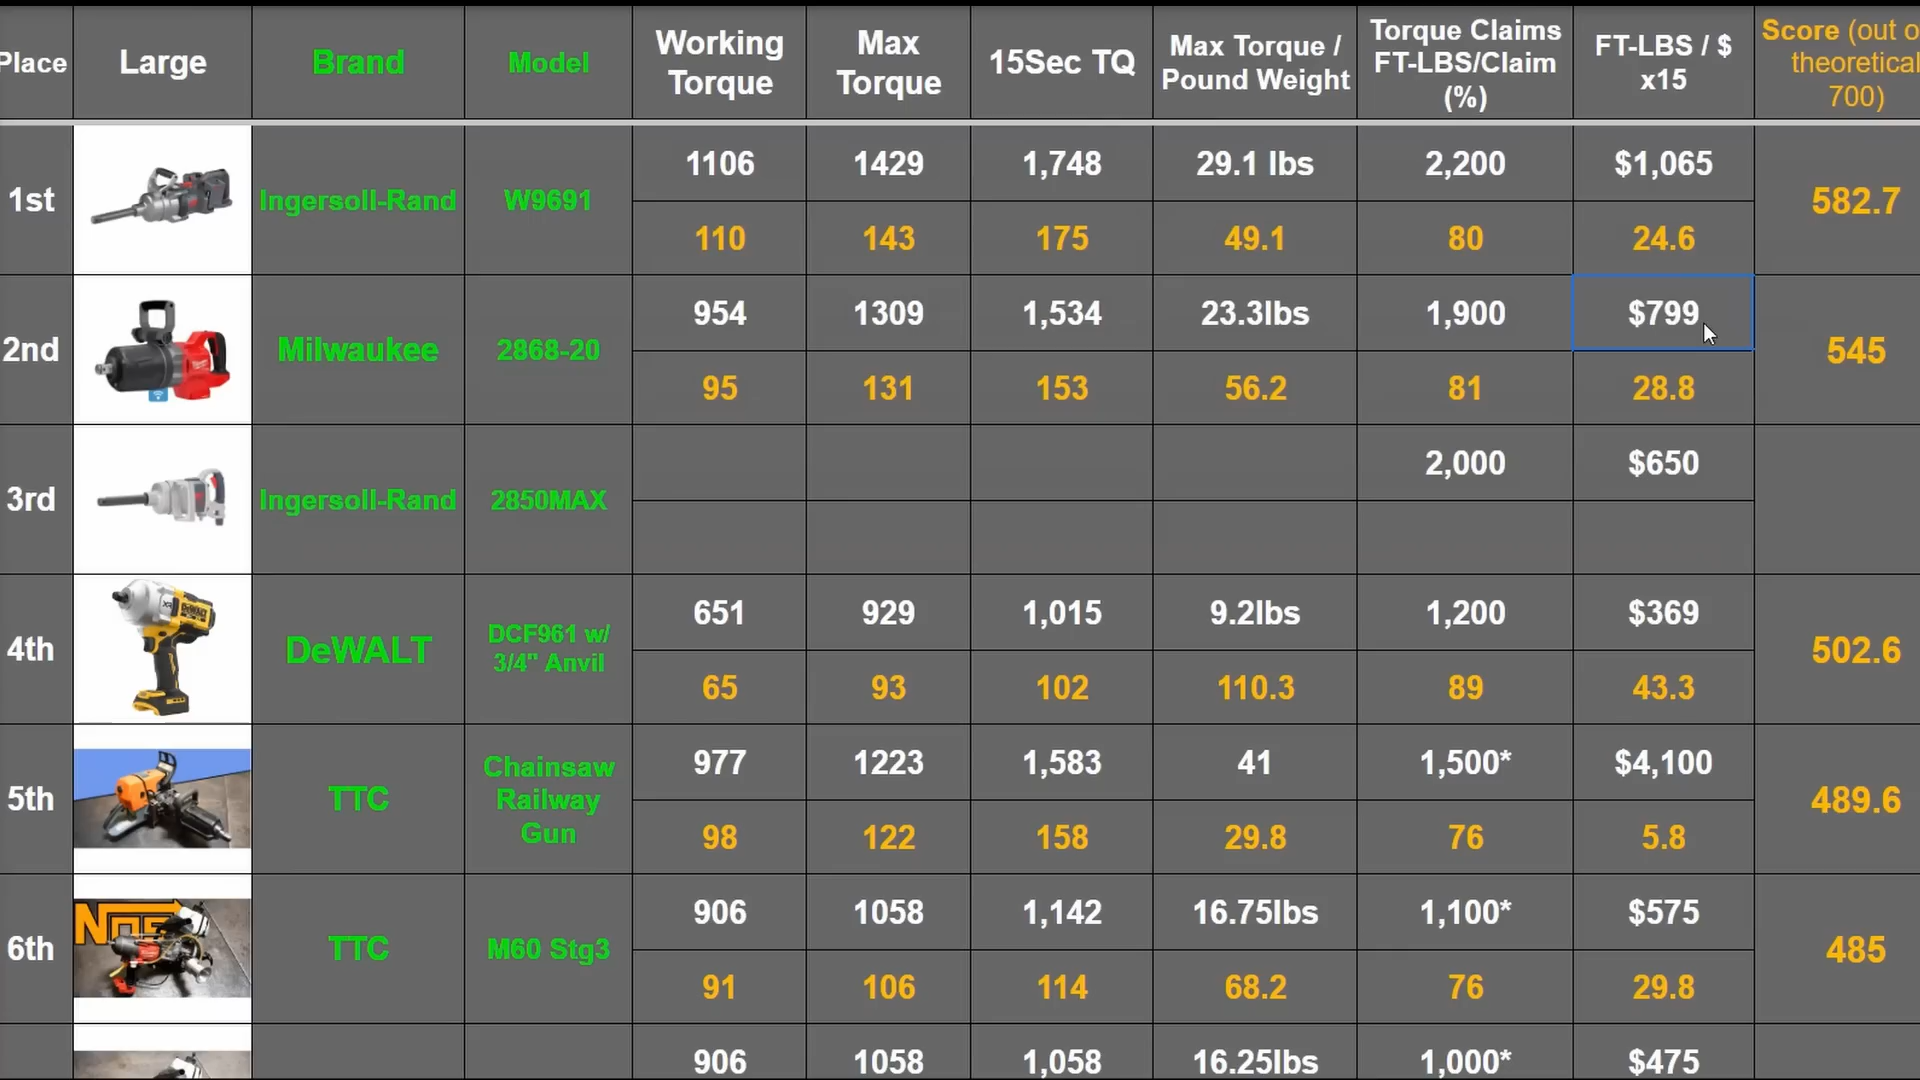 Place Large Brand Model Working Torque Max Torque 15Sec TQ Max Torque / Pound Weight Torque Claims FT-LBS/Claim (%) FT-LBS / $ x15 Score (out o theoretical 700)
1st Ingersoll-Rand W9691 1106 1429 1,748 29.1 lbs 2,200 $1,065 582.7
110 143 175 49.1 80 24.6
2nd Milwaukee 2868-20 954 1309 1,534 23.3lbs 1,900 $799 545
95 131 153 56.2 81 28.8
3rd Ingersoll-Rand 2850MAX 2,000 $650
4th DeWALT DCF961 w/ 3/4" Anvil 651 929 1,015 9.2lbs 1,200 $369 502.6
65 93 102 110.3 89 43.3
5th TTC Chainsaw Railway Gun 977 1223 1,583 41 1,500* $4,100 489.6
98 122 158 29.8 76 5.8
6th TTC M60 Stg3 906 1058 1,142 16.75lbs 1,100* $575 485
91 106 114 68.2 76 29.8
906 1058 1,058 16.25lbs 1,000* $475